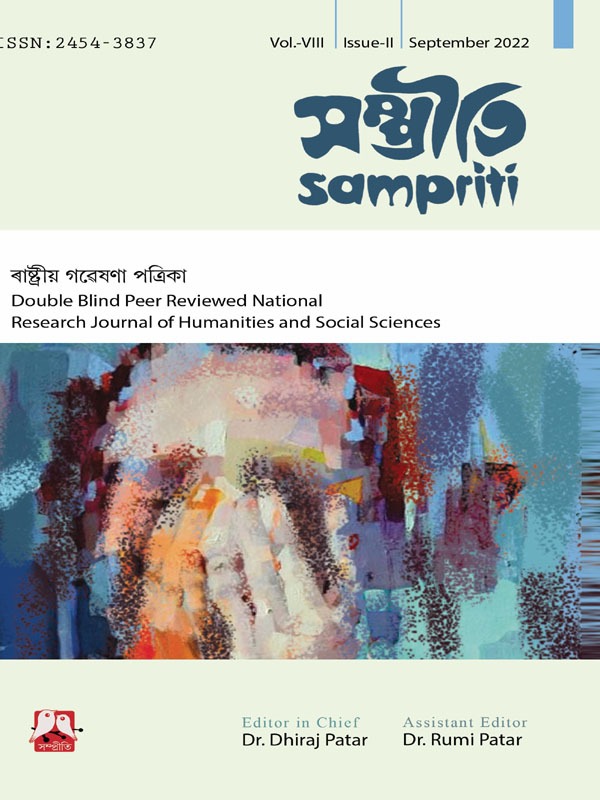 ISSN:2454-3837
Vol.-VIII Issue-II September 2022
সম্প্ৰীতি
sampriti
ৰাষ্ট্ৰীয় গৱেষণা পত্ৰিকা
Double Blind Peer Reviewed National
Research Journal of Humanities and Social Sciences
সম্প্ৰীতি
Editor in Chief Assistant Editor
Dr. Dhiraj Patar Dr. Rumi Patar